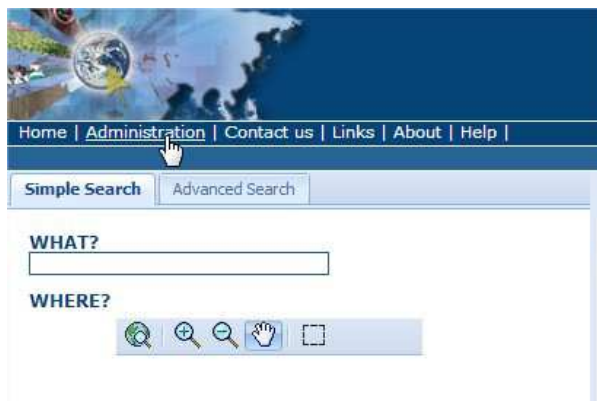 Home | Administration | Contact us | Links | About | Help |
Simple Search
Advanced Search
WHAT?
WHERE?